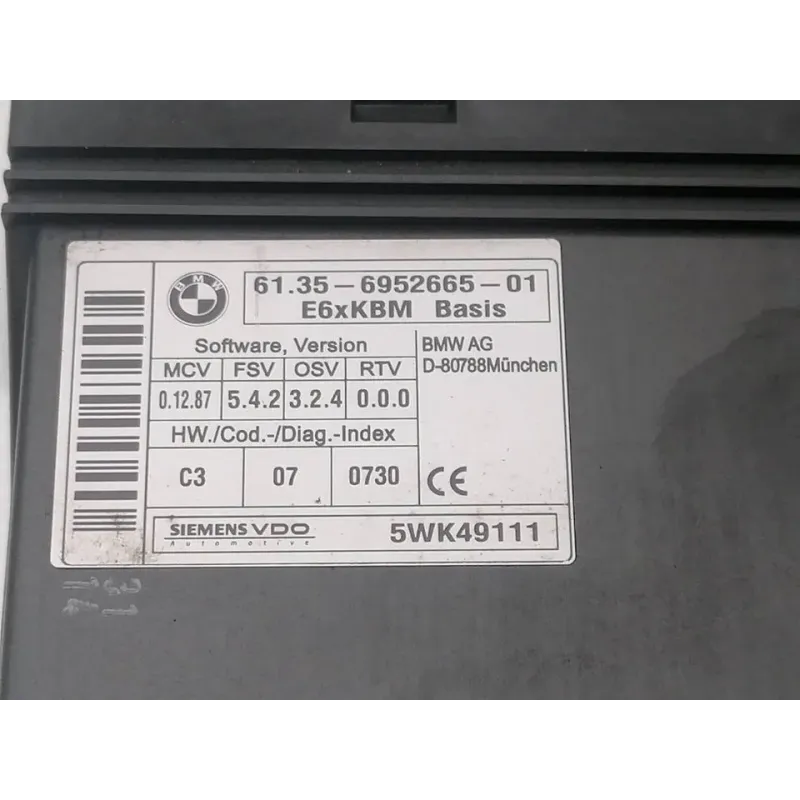 BMW
61.35-6952665-01
E6xKBM Basis
Software, Version
MCV FSV OSV RTV
0.12.87 5.4.2 3.2.4 0.0.0
BMW AG
D-80788München
HW./Cod.-/Diag.-Index
C3 07 0730
CE
SIEMENS VDO
Automotive
5WK49111